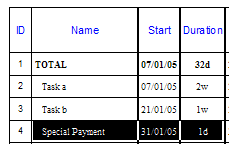 ID Name Start Duration
1 TOTAL 07/01/05 32d
2 Task a 07/01/05 2w
3 Task b 21/01/05 1w
4 Special Payment 31/01/05 1d